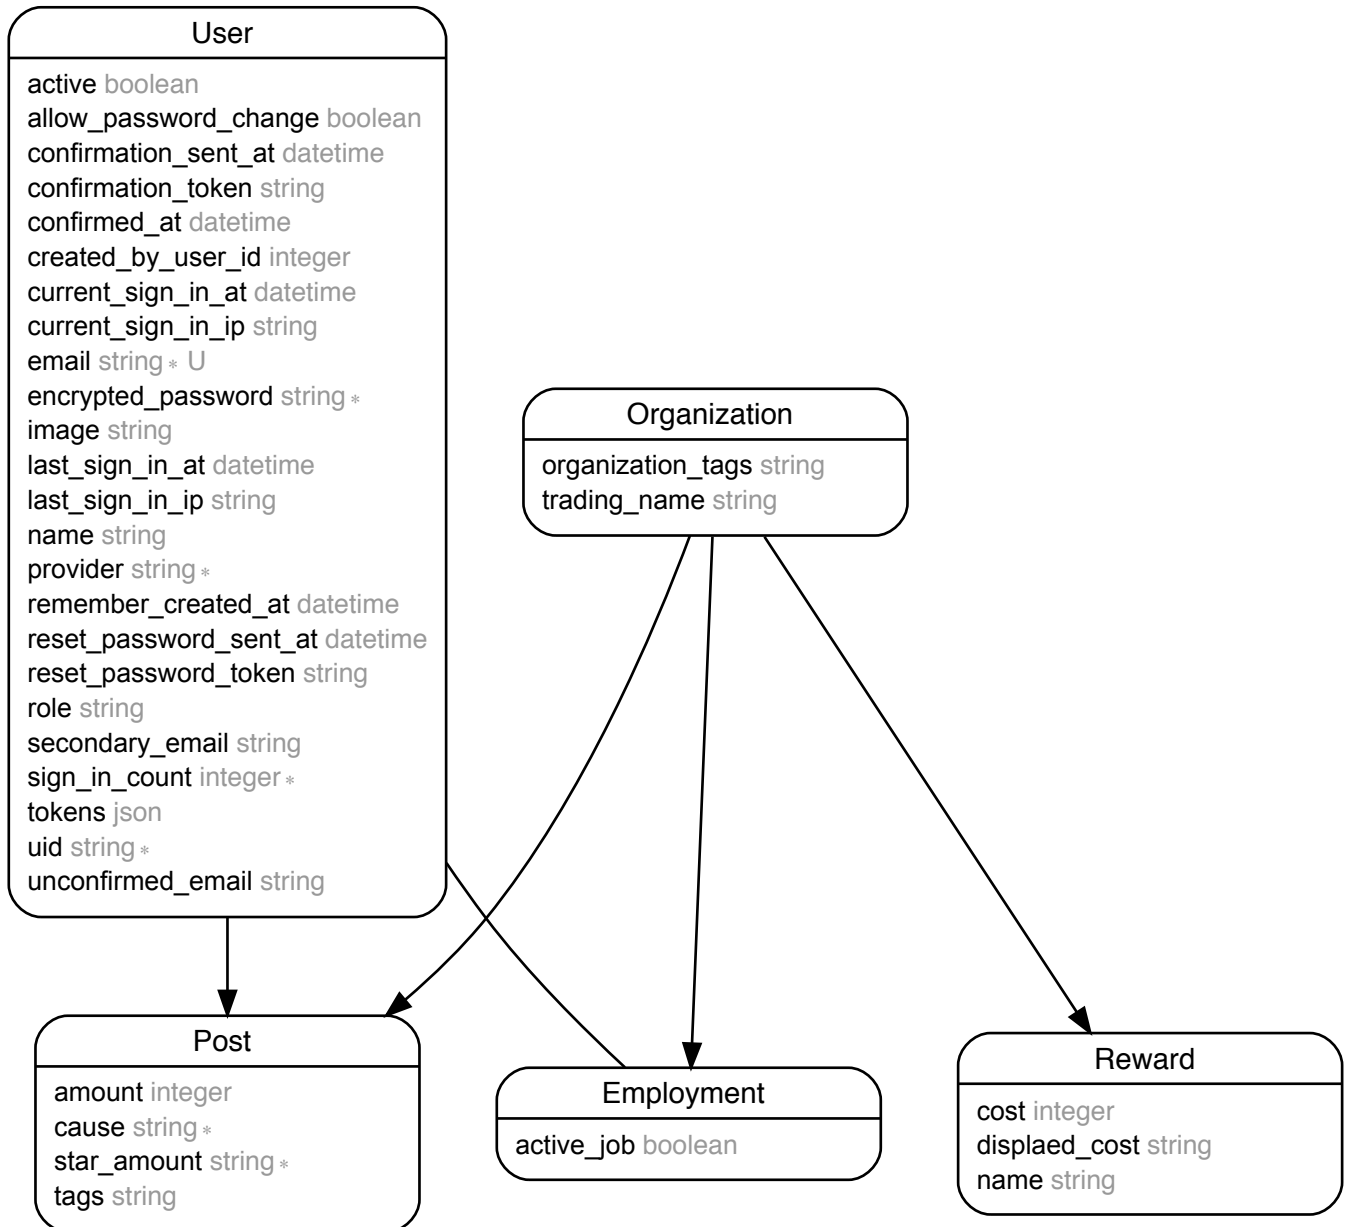 User
active boolean
allow_password_change boolean
confirmation_sent_at datetime
confirmation_token string
confirmed_at datetime
created_by_user_id integer
current_sign_in_at datetime
current_sign_in_ip string
email string * U
encrypted_password string *
image string
last_sign_in_at datetime
last_sign_in_ip string
name string
provider string *
remember_created_at datetime
reset_password_sent_at datetime
reset_password_token string
role string
secondary_email string
sign_in_count integer *
tokens json
uid string *
unconfirmed_email string
Organization
organization_tags string
trading_name string
Post
amount integer
cause string *
star_amount string *
tags string
Employment
active_job boolean
Reward
cost integer
displaed_cost string
name string